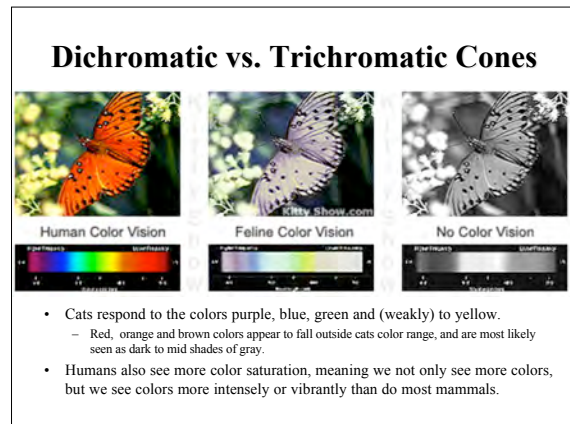 Dichromatic vs. Trichromatic Cones
Kitty Show.com
Human Color Vision
Feline Color Vision
No Color Vision
• Cats respond to the colors purple, blue, green and (weakly) to yellow.
– Red, orange and brown colors appear to fall outside cats color range, and are most likely
seen as dark to mid shades of gray.
• Humans also see more color saturation, meaning we not only see more colors,
but we see colors more intensely or vibrantly than do most mammals.